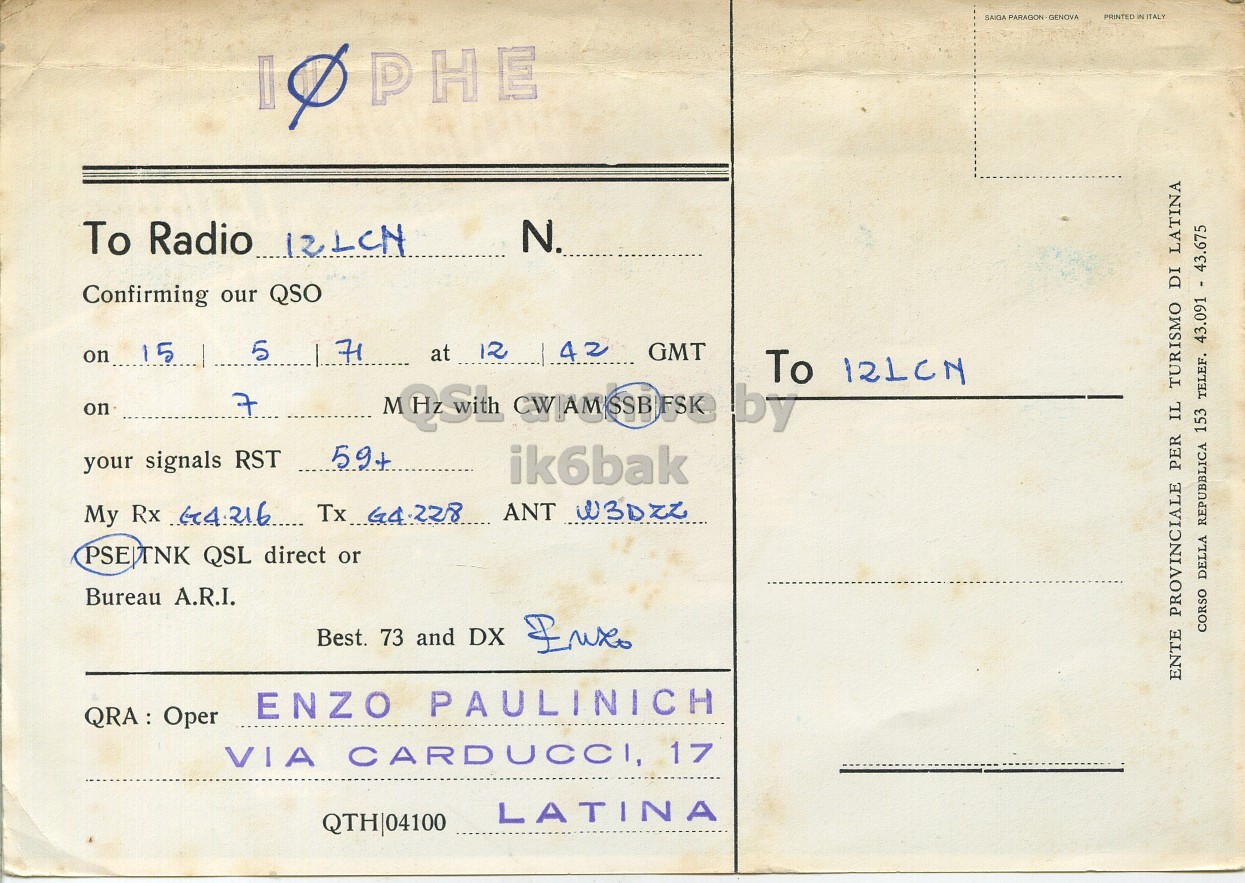 IØPHE
To Radio I2LCN N.
Confirming our QSO
on 15 | 5 | 71 at 12 | 42 GMT
on 7 MHz with CW|AM|SSB|FSK
your signals RST 59+
My Rx G4.216 Tx G4.228 ANT W3DZZ
PSE|TNK QSL direct or
Bureau A.R.I.
Best. 73 and DX Enzo
QRA : Oper ENZO PAULINICH
VIA CARDUCCI, 17
QTH|04100 LATINA
SAIGA PARAGON - GENOVA PRINTED IN ITALY
To I2LCN
ENTE PROVINCIALE PER IL TURISMO DI LATINA
CORSO DELLA REPUBBLICA 153 TELEF. 43.091 - 43.675
QSL archive by
ik6bak